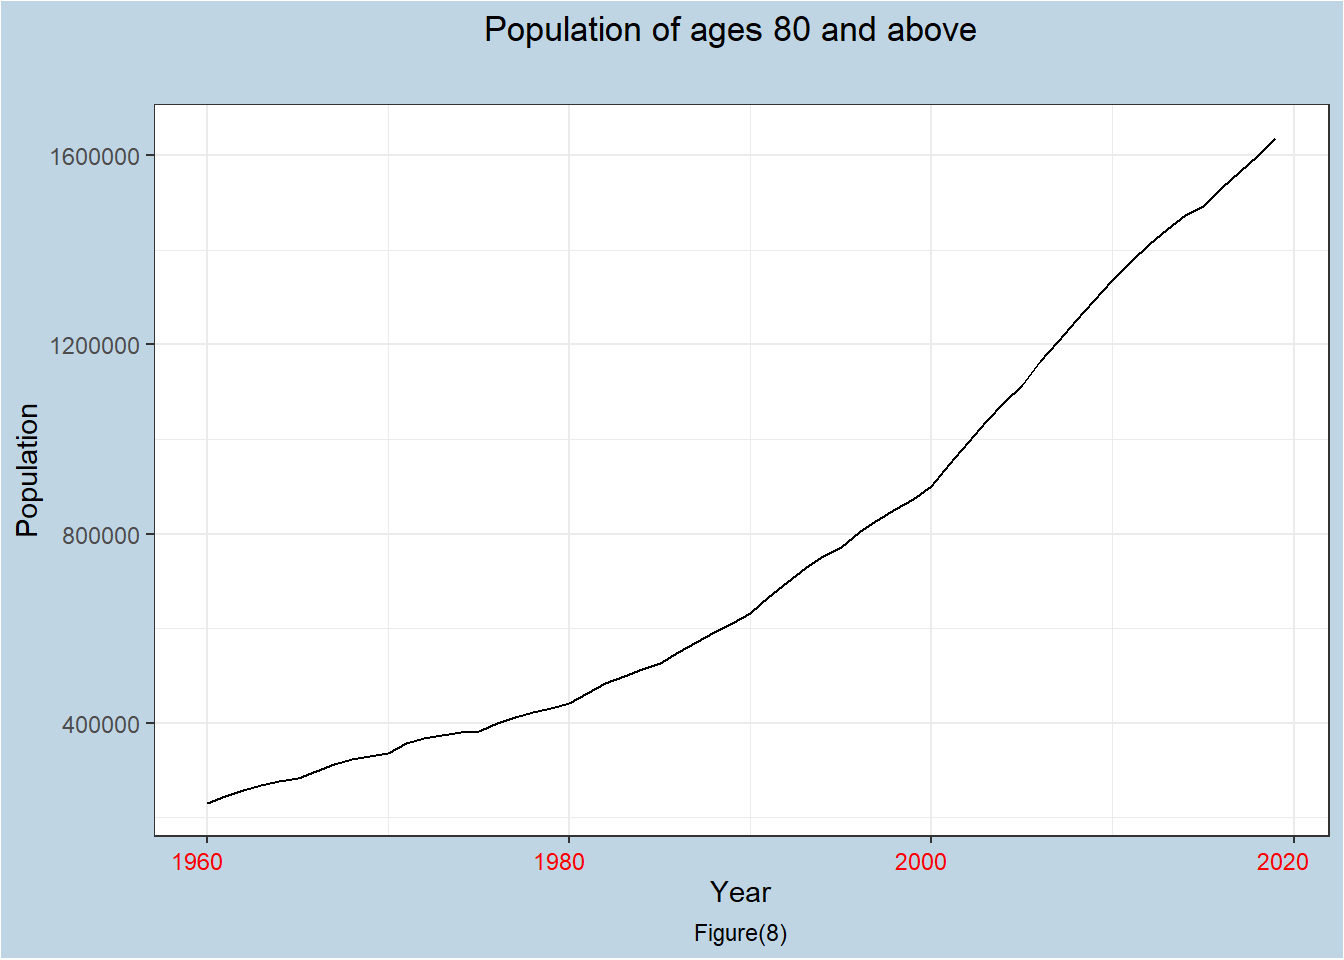 Population of ages 80 and above
1600000
1200000
800000
400000
Population
1960 1980 2000 2020
Year
Figure(8)